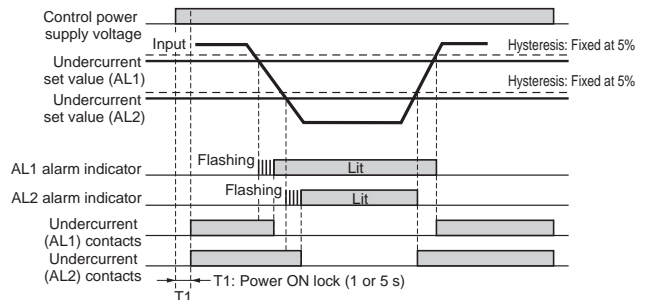 Control power
supply voltage
Input
Hysteresis: Fixed at 5%
Undercurrent
set value (AL1)
Hysteresis: Fixed at 5%
Undercurrent
set value (AL2)
Flashing
AL1 alarm indicator
Lit
Flashing
AL2 alarm indicator
Lit
Undercurrent
(AL1) contacts
Undercurrent
(AL2) contacts
T1: Power ON lock (1 or 5 s)
T1